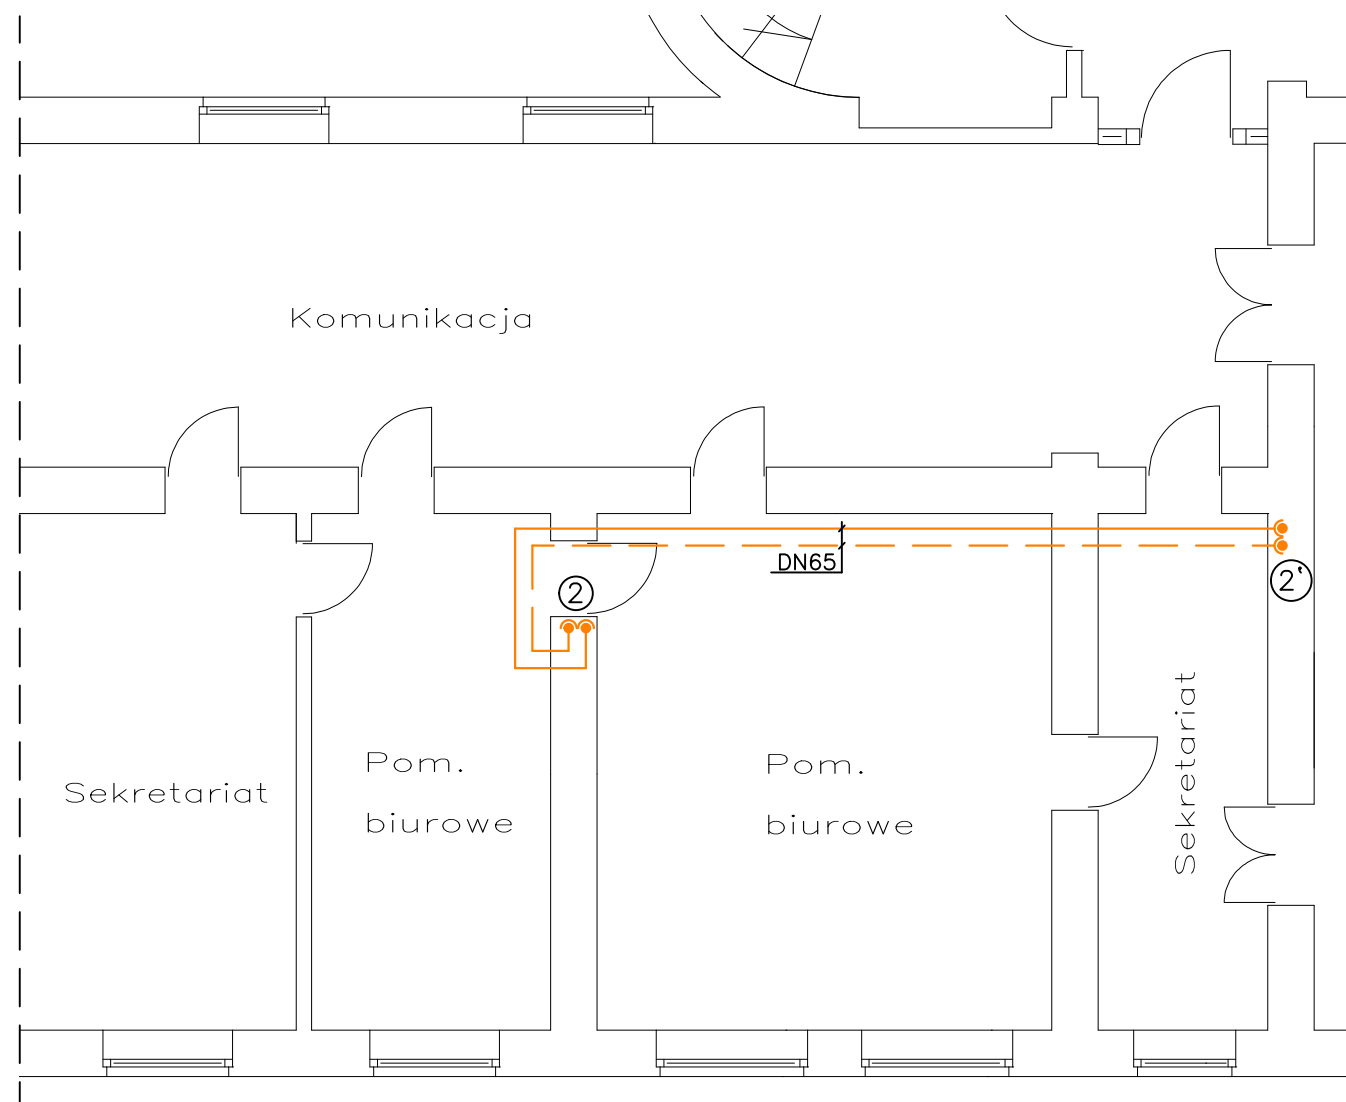 Komunikacja
DN65
2
2'
Sekretariat
Pom.
biurowe
Pom.
biurowe
Sekretariat